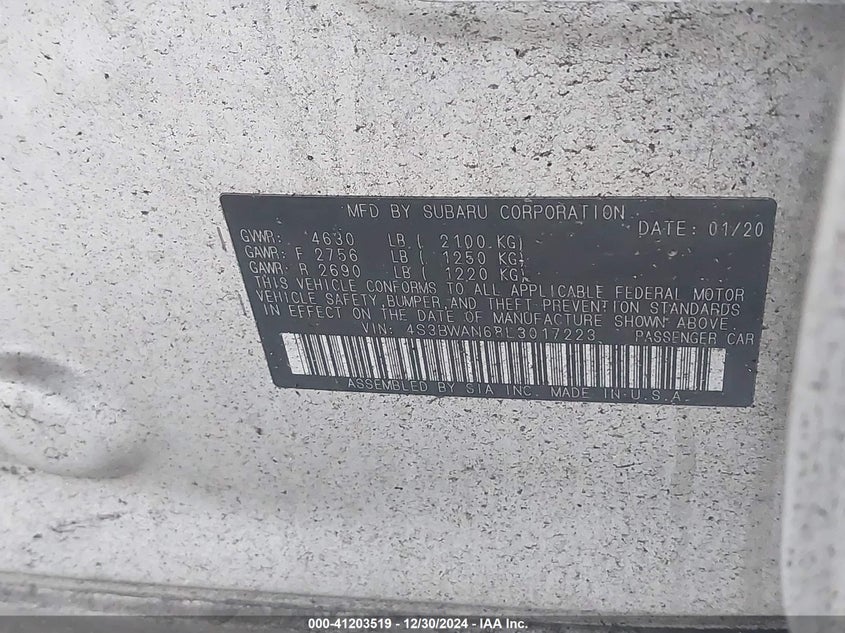 MFD BY SUBARU CORPORATION DATE: 01/20
GVWR: 4630 LB ( 2100 KG)
GAWR: F 2756 LB ( 1250 KG)
GAWR: R 2690 LB ( 1220 KG)
THIS VEHICLE CONFORMS TO ALL APPLICABLE FEDERAL MOTOR
VEHICLE SAFETY, BUMPER, AND THEFT PREVENTION STANDARDS
IN EFFECT ON THE DATE OF MANUFACTURE SHOWN ABOVE.
VIN: 4S3BWAN68L3017223 PASSENGER CAR
ASSEMBLED BY SIA INC. MADE IN U.S.A.
000-41203519 - 12/30/2024 - IAA Inc.